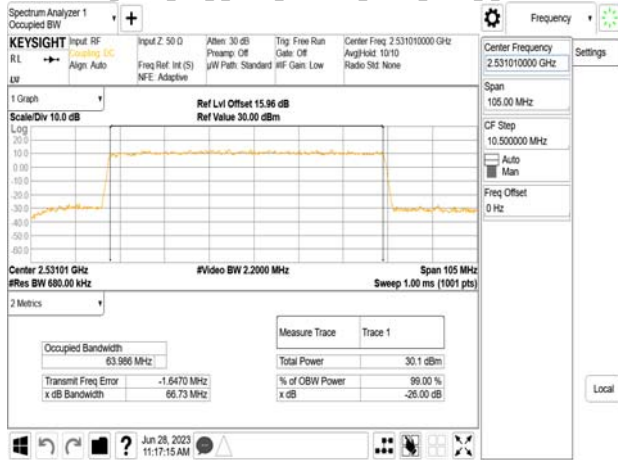 Spectrum Analyzer 1
Occupied BW
Frequency
Settings
KEYSIGHT
RL
Input: RF
Coupling: DC
Align: Auto
Input Z: 50 Ω
Freq Ref: Int (S)
NFE: Adaptive
Atten: 30 dB
Preamp: Off
µW Path: Standard
Trig: Free Run
Gate: Off
#IF Gain: Low
Center Freq: 2.531010000 GHz
Avg|Hold: 10/10
Radio Std: None
Center Frequency
2.531010000 GHz
Span
105.00 MHz
CF Step
10.500000 MHz
Auto
Man
Freq Offset
0 Hz
Local
1 Graph
Scale/Div 10.0 dB
Ref Lvl Offset 15.96 dB
Ref Value 30.00 dBm
Log
20.0
10.0
0.00
-10.0
-20.0
-30.0
-40.0
-50.0
-60.0
Center 2.53101 GHz
#Video BW 2.2000 MHz
Span 105 MHz
#Res BW 680.00 kHz
Sweep 1.00 ms (1001 pts)
2 Metrics
Measure Trace
Trace 1
Occupied Bandwidth
63.986 MHz
Total Power
30.1 dBm
Transmit Freq Error
-1.6470 MHz
% of OBW Power
99.00 %
x dB Bandwidth
66.73 MHz
x dB
-26.00 dB
?
Jun 28, 2023
11:17:15 AM